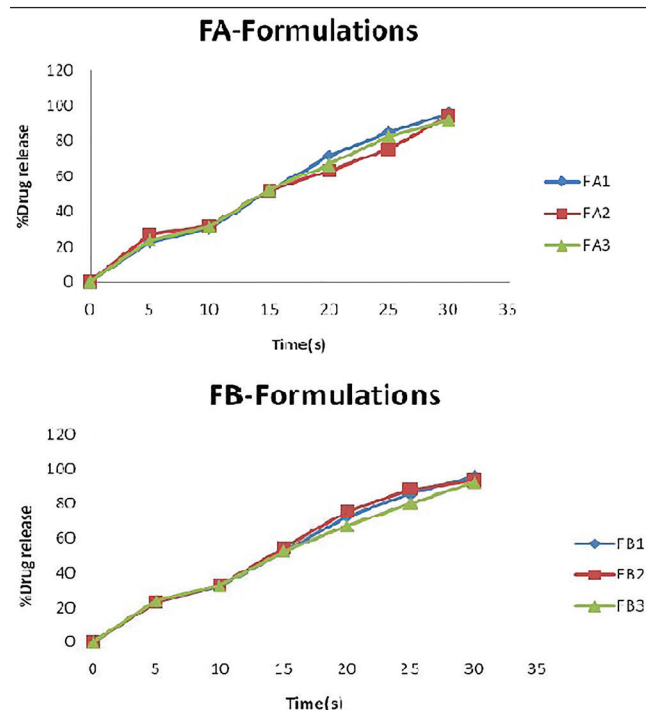 FA-Formulations
120
100
80
60
40
20
0
%Drug release
0 5 10 15 20 25 30 35
Time(s)
FA1
FA2
FA3
FB-Formulations
120
100
80
60
40
20
0
%Drug release
0 5 10 15 20 25 30 35
Time(s)
FB1
FB2
FB3